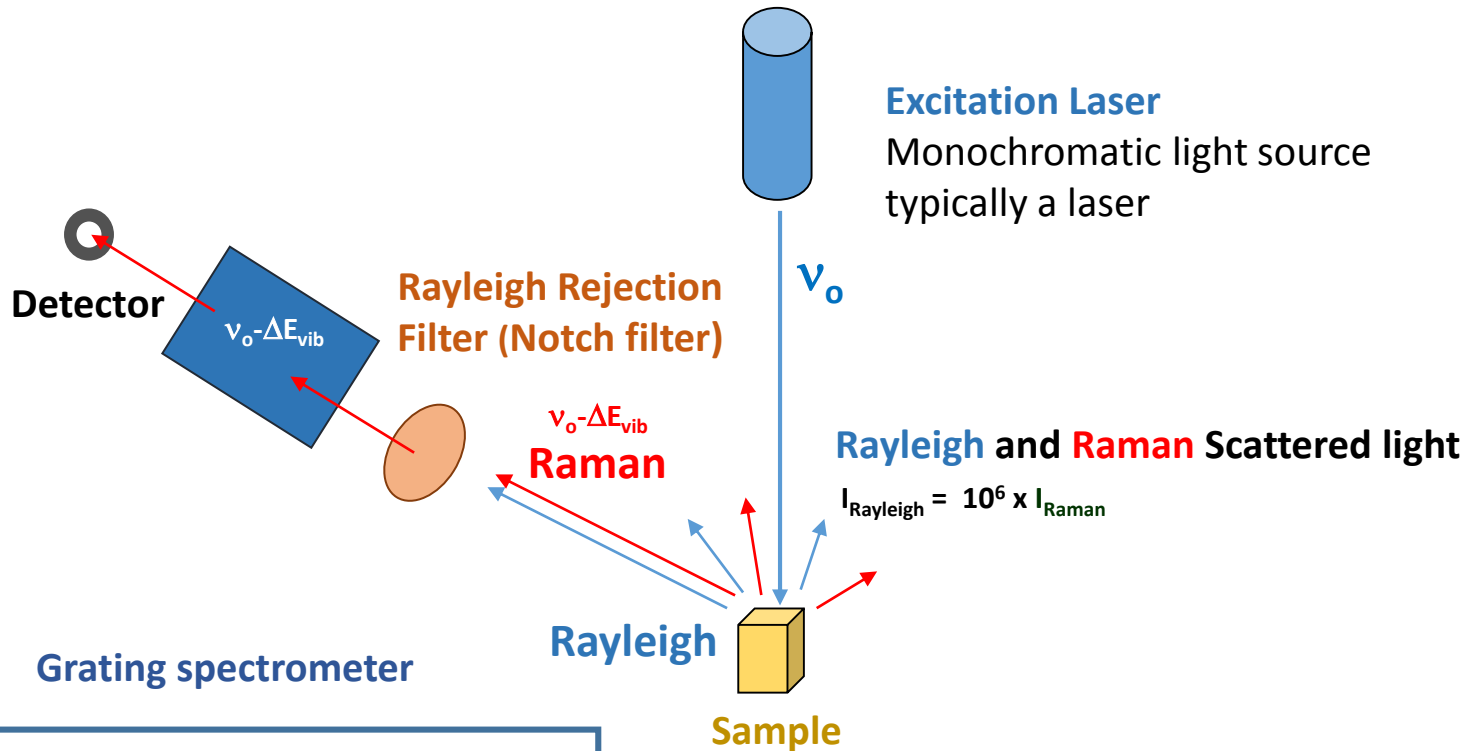 Excitation Laser
Monochromatic light source
typically a laser
νo
Detector
νo-ΔEvib
Rayleigh Rejection
Filter (Notch filter)
νo-ΔEvib
Raman
Rayleigh and Raman Scattered light
IRayleigh = 10⁶ x IRaman
Rayleigh
Grating spectrometer
Sample